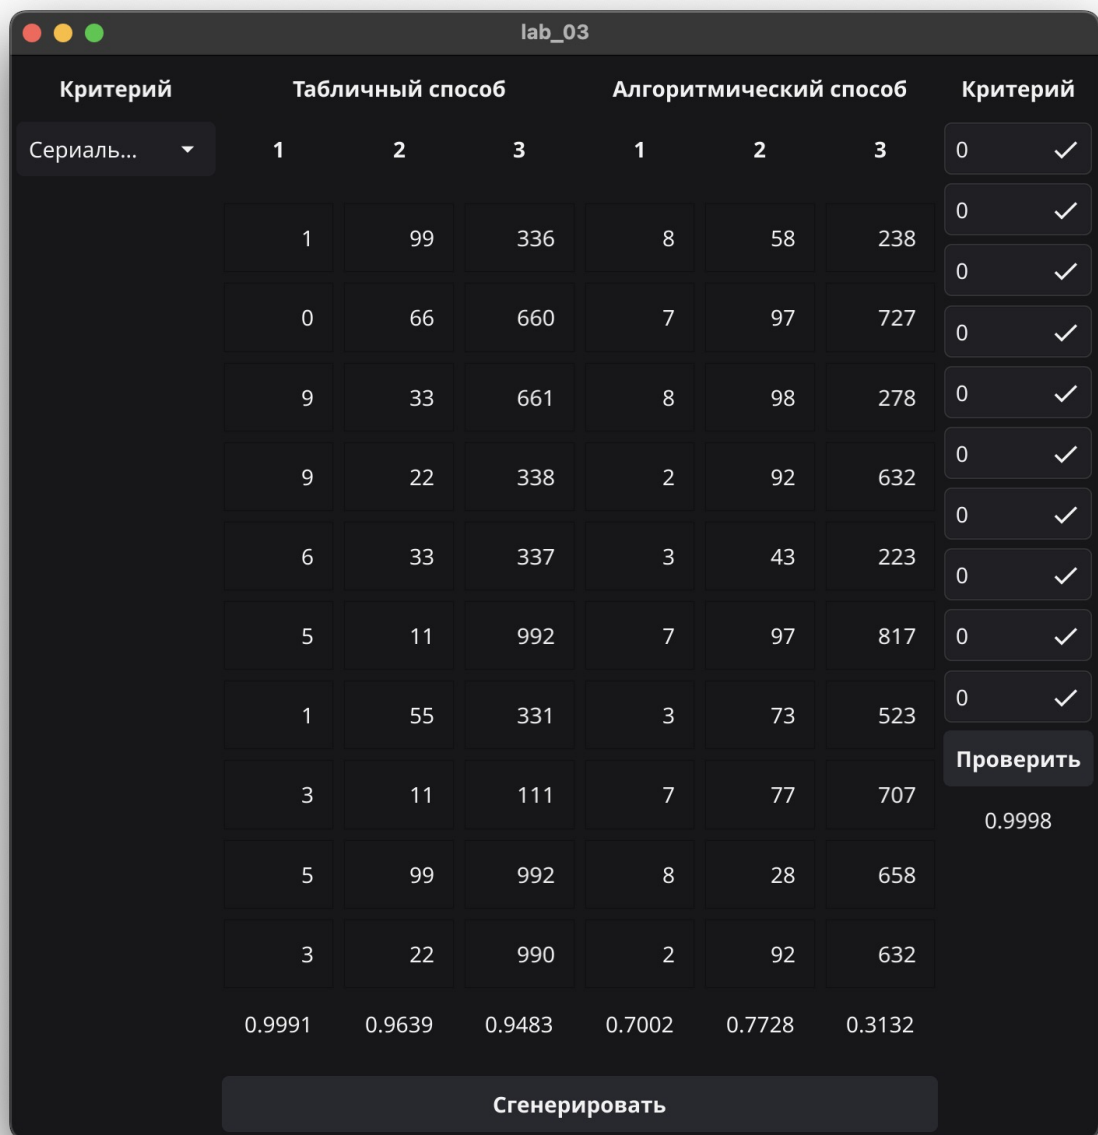 lab_03
Критерий Табличный способ Алгоритмический способ Критерий
Сериаль... 1 2 3 1 2 3 0
0
1 99 336 8 58 238
0
0 66 660 7 97 727
0
9 33 661 8 98 278
0
0
9 22 338 2 92 632
0
6 33 337 3 43 223
0
5 11 992 7 97 817
0
1 55 331 3 73 523
0
Проверить
3 11 111 7 77 707
0.9998
5 99 992 8 28 658
3 22 990 2 92 632
0.9991 0.9639 0.9483 0.7002 0.7728 0.3132
Сгенерировать